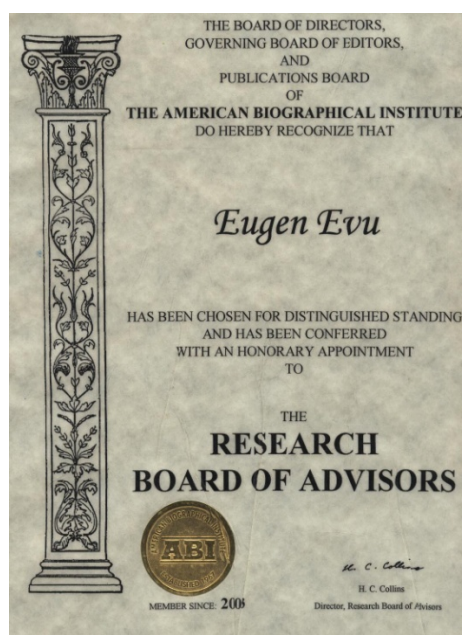 THE BOARD OF DIRECTORS,
GOVERNING BOARD OF EDITORS,
AND
PUBLICATIONS BOARD
OF
THE AMERICAN BIOGRAPHICAL INSTITUTE
DO HEREBY RECOGNIZE THAT
Eugen Evu
HAS BEEN CHOSEN FOR DISTINGUISHED STANDING
AND HAS BEEN CONFERRED
WITH AN HONORARY APPOINTMENT
TO
THE
RESEARCH
BOARD OF ADVISORS
ABI
H. C. Collins
H. C. Collins
MEMBER SINCE:
Director, Research Board of Advisors